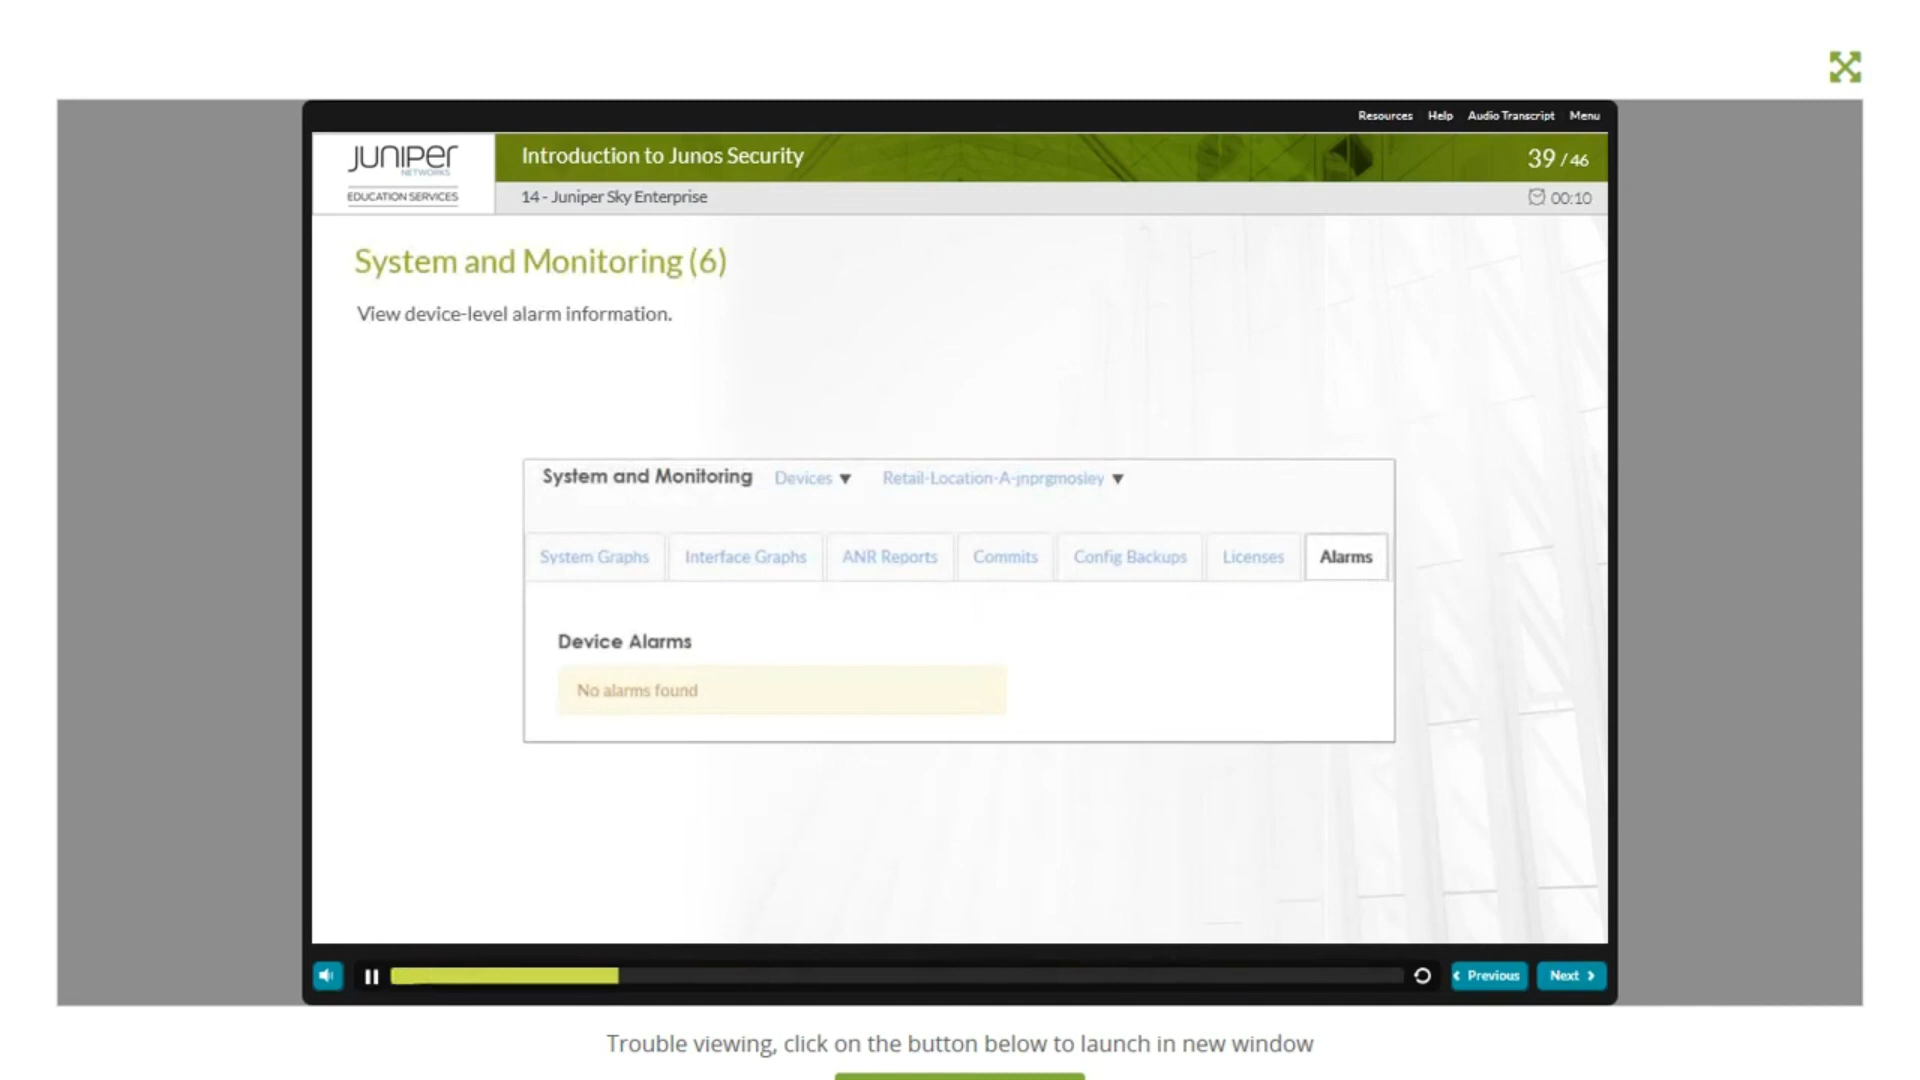 Resources Help Audio Transcript Menu
JUNIPER
NETWORKS
EDUCATION SERVICES
Introduction to Junos Security
39 / 46
14 - Juniper Sky Enterprise
00:10
System and Monitoring (6)
View device-level alarm information.
System and Monitoring Devices ▼ Retail-Location-A-jnprgmosley ▼
System Graphs Interface Graphs ANR Reports Commits Config Backups Licenses Alarms
Device Alarms
No alarms found
Previous Next
Trouble viewing, click on the button below to launch in new window